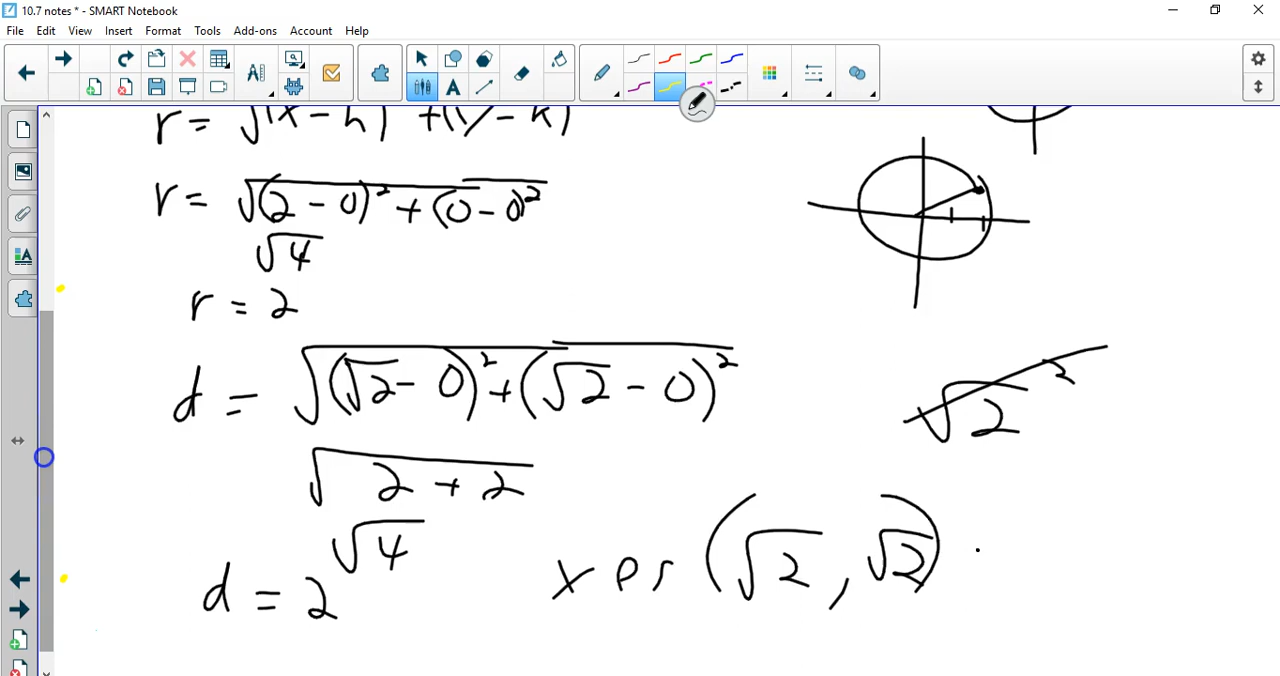 10.7 notes * - SMART Notebook
File Edit View Insert Format Tools Add-ons Account Help
r = √(x - h) + (y - k)
r = √(2 - 0)² + (0 - 0)²
√4
r = 2
d = √(√2 - 0)² + (√2 - 0)²
√2²
√2 + 2
√4
d = 2
yes (√2, √2)